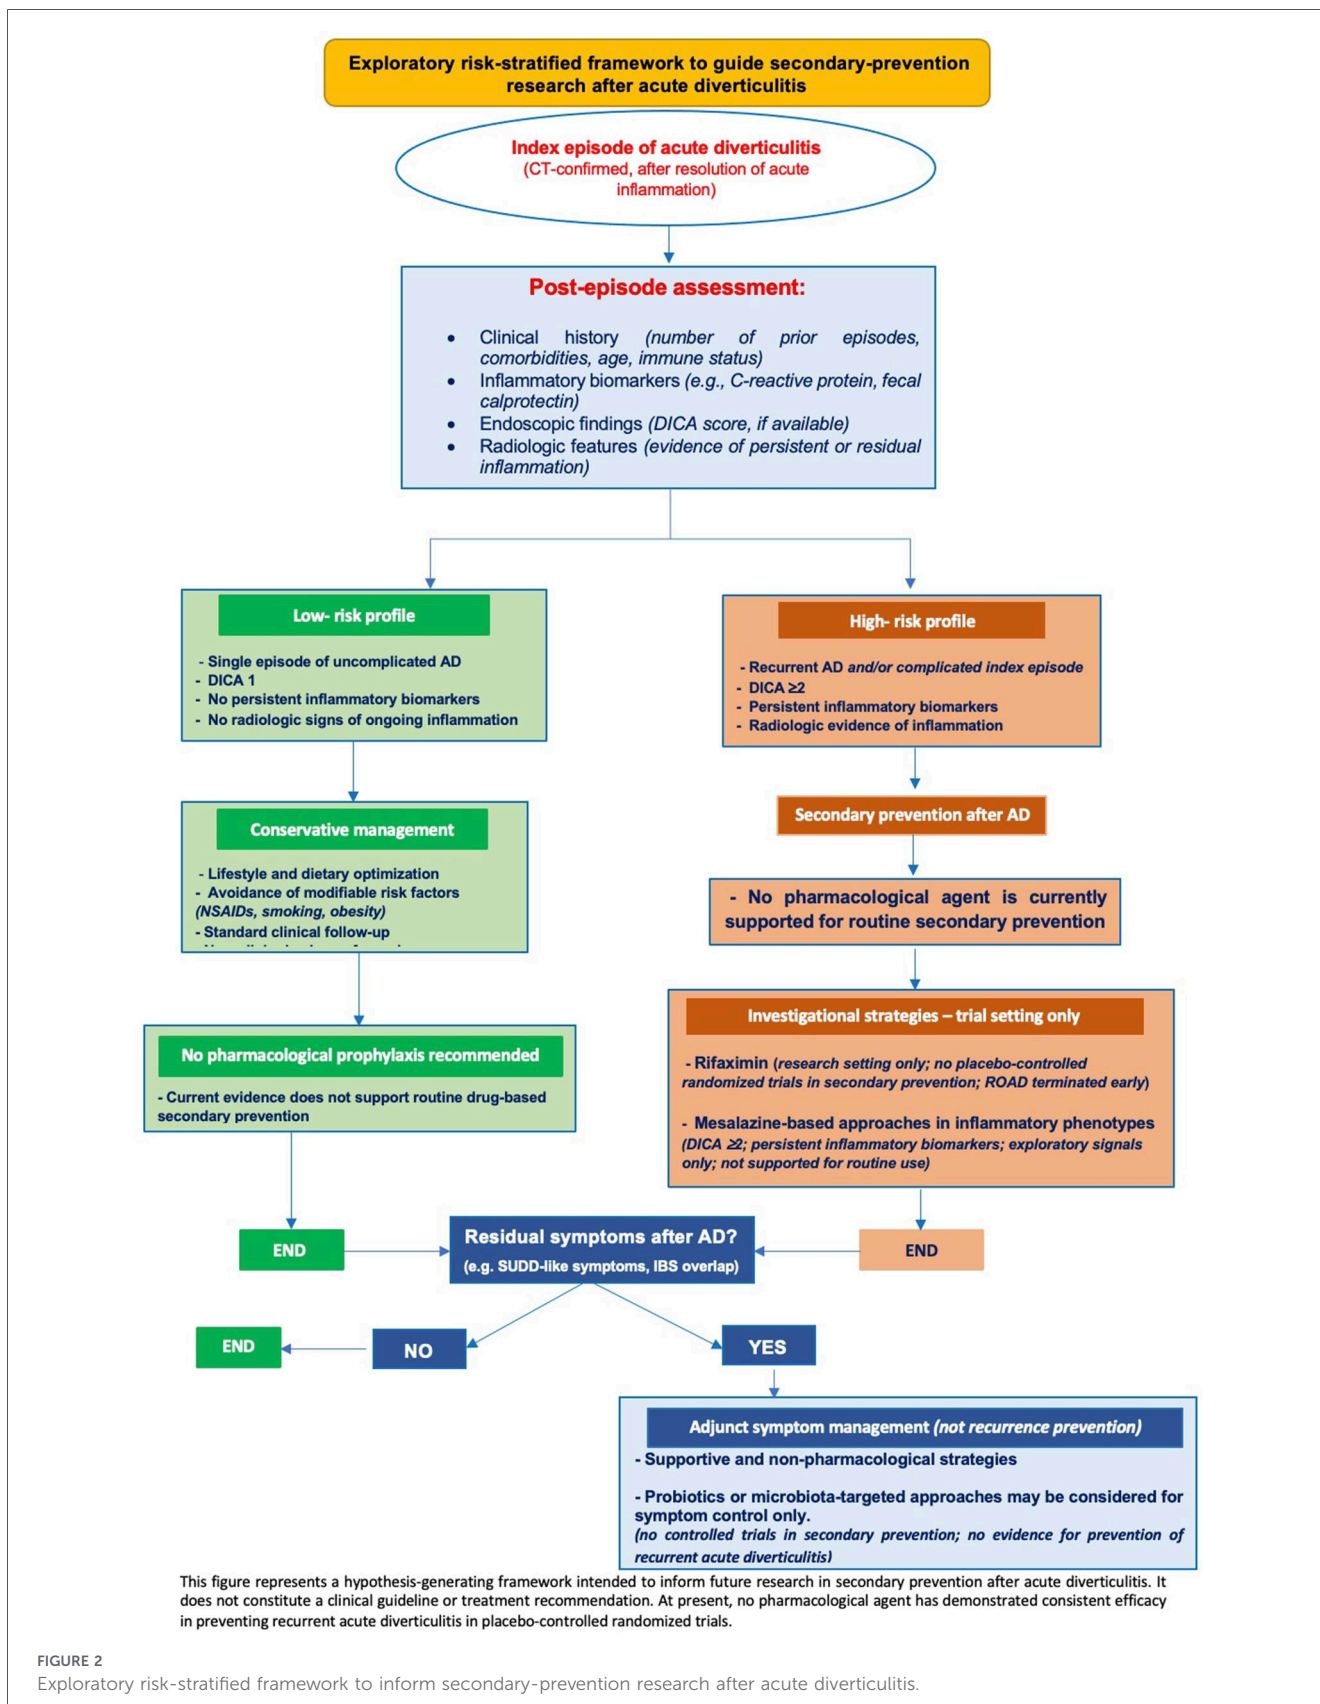 Exploratory risk-stratified framework to guide secondary-prevention
research after acute diverticulitis
Index episode of acute diverticulitis
(CT-confirmed, after resolution of acute
inflammation)
Post-episode assessment:
• Clinical history (number of prior episodes,
comorbidities, age, immune status)
• Inflammatory biomarkers (e.g., C-reactive protein, fecal
calprotectin)
• Endoscopic findings (DICA score, if available)
• Radiologic features (evidence of persistent or residual
inflammation)
Low- risk profile
- Single episode of uncomplicated AD
- DICA 1
- No persistent inflammatory biomarkers
- No radiologic signs of ongoing inflammation
High- risk profile
- Recurrent AD and/or complicated index episode
- DICA ≥2
- Persistent inflammatory biomarkers
- Radiologic evidence of inflammation
Conservative management
- Lifestyle and dietary optimization
- Avoidance of modifiable risk factors
(NSAIDs, smoking, obesity)
- Standard clinical follow-up
Secondary prevention after AD
- No pharmacological agent is currently
supported for routine secondary prevention
No pharmacological prophylaxis recommended
- Current evidence does not support routine drug-based
secondary prevention
Investigational strategies – trial setting only
- Rifaximin (research setting only; no placebo-controlled
randomized trials in secondary prevention; ROAD terminated early)
- Mesalazine-based approaches in inflammatory phenotypes
(DICA ≥2; persistent inflammatory biomarkers; exploratory signals
only; not supported for routine use)
END
Residual symptoms after AD?
(e.g. SUDD-like symptoms, IBS overlap)
END
END
NO
YES
Adjunct symptom management (not recurrence prevention)
- Supportive and non-pharmacological strategies
- Probiotics or microbiota-targeted approaches may be considered for
symptom control only.
(no controlled trials in secondary prevention; no evidence for prevention of
recurrent acute diverticulitis)
This figure represents a hypothesis-generating framework intended to inform future research in secondary prevention after acute diverticulitis. It
does not constitute a clinical guideline or treatment recommendation. At present, no pharmacological agent has demonstrated consistent efficacy
in preventing recurrent acute diverticulitis in placebo-controlled randomized trials.
FIGURE 2
Exploratory risk-stratified framework to inform secondary-prevention research after acute diverticulitis.